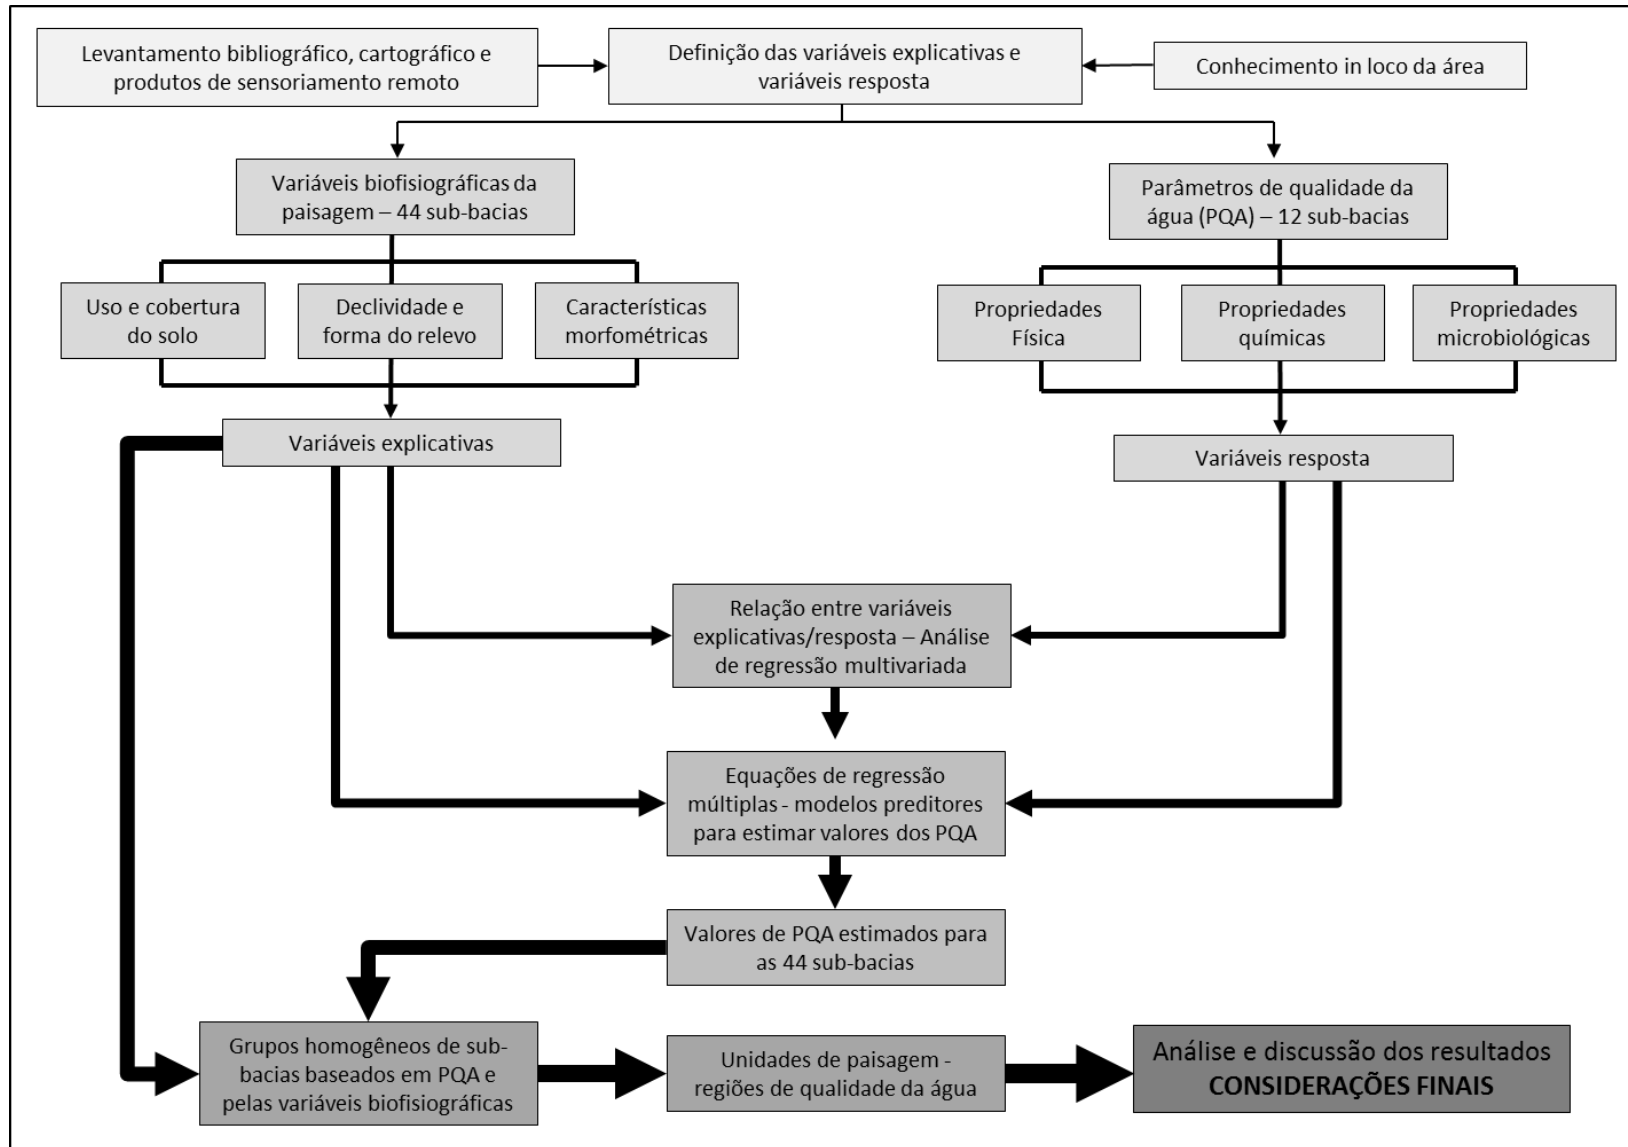 Levantamento bibliográfico, cartográfico e
produtos de sensoriamento remoto
Definição das variáveis explicativas e
variáveis resposta
Conhecimento in loco da área
Variáveis biofisiográficas da
paisagem – 44 sub-bacias
Parâmetros de qualidade da
água (PQA) – 12 sub-bacias
Uso e cobertura
do solo
Declividade e
forma do relevo
Características
morfométricas
Propriedades
Física
Propriedades
químicas
Propriedades
microbiológicas
Variáveis explicativas
Variáveis resposta
Relação entre variáveis
explicativas/resposta – Análise
de regressão multivariada
Equações de regressão
múltiplas - modelos preditores
para estimar valores dos PQA
Valores de PQA estimados para
as 44 sub-bacias
Grupos homogêneos de sub-
bacias baseados em PQA e
pelas variáveis biofisiográficas
Unidades de paisagem -
regiões de qualidade da água
Análise e discussão dos resultados
CONSIDERAÇÕES FINAIS